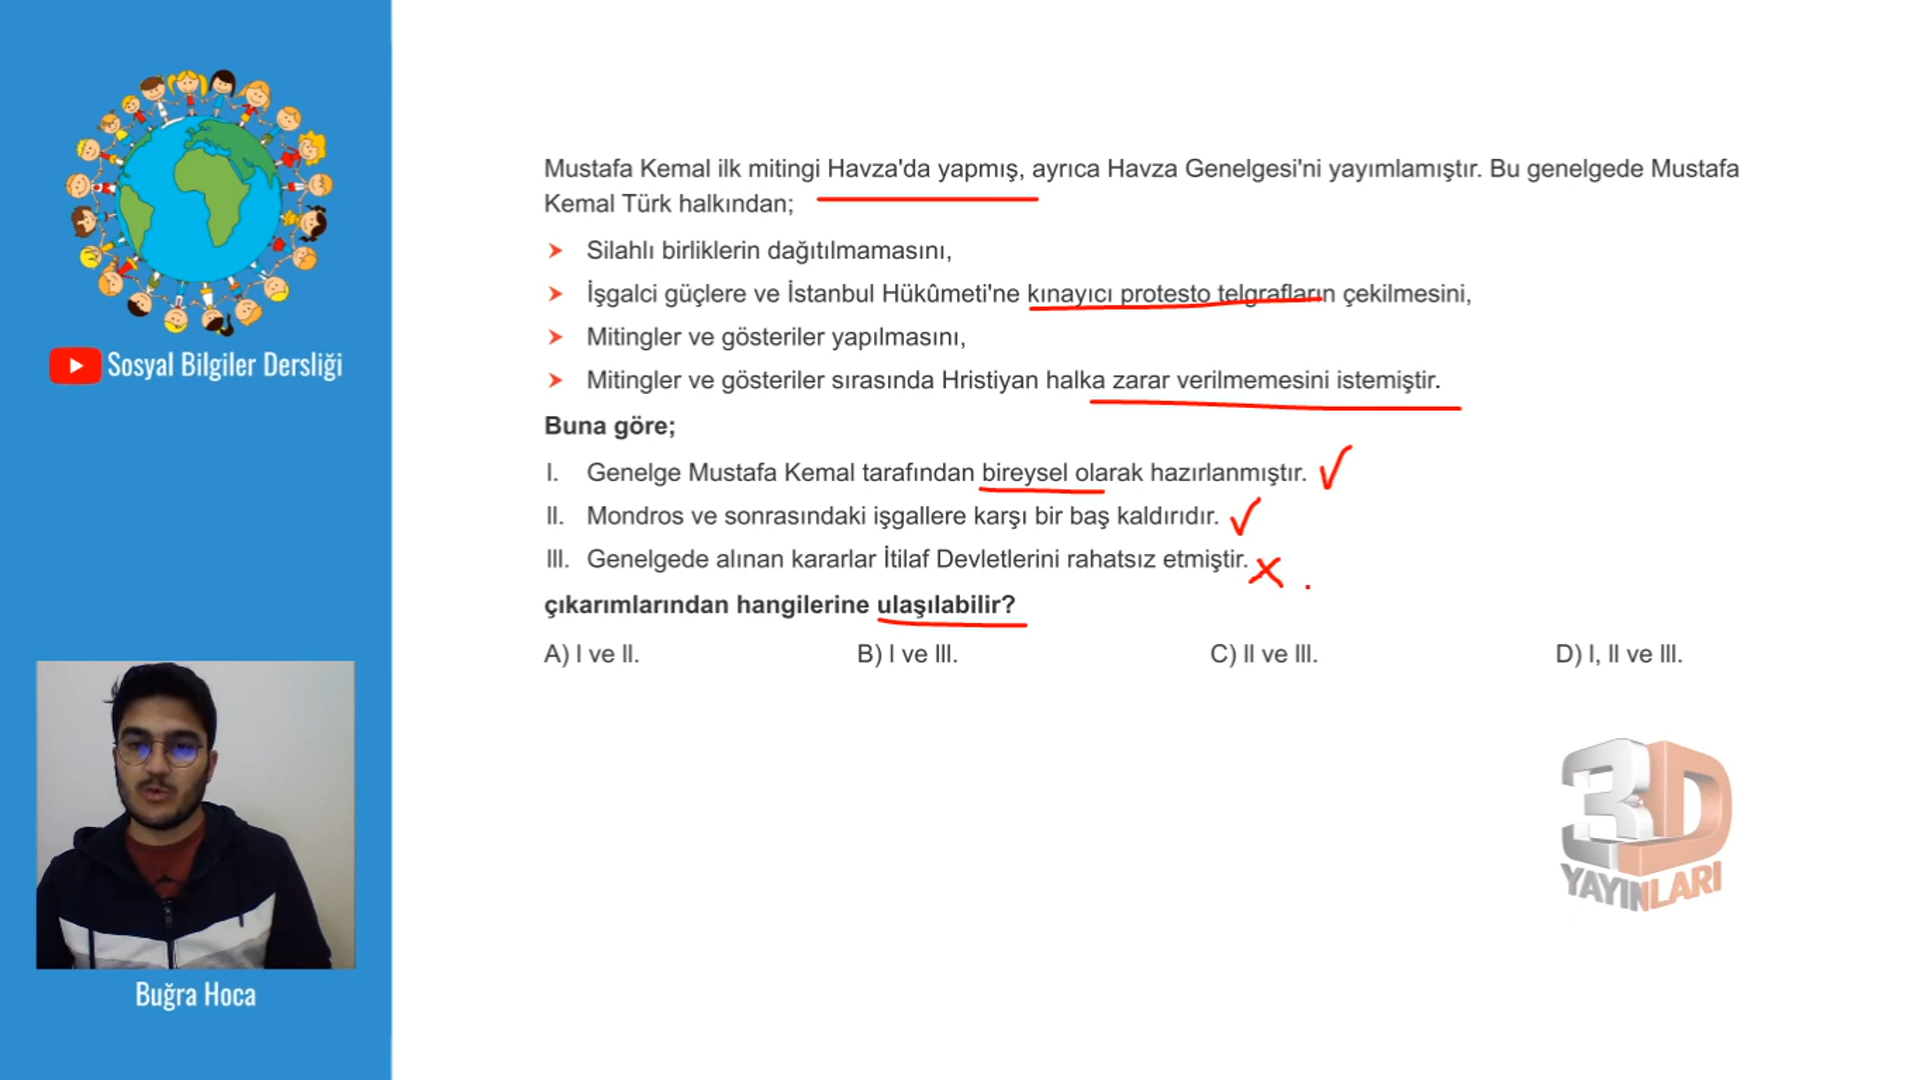 Sosyal Bilgiler Dersliği
Buğra Hoca
Mustafa Kemal ilk mitingi Havza'da yapmış, ayrıca Havza Genelgesi'ni yayımlamıştır. Bu genelgede Mustafa
Kemal Türk halkından;
➤ Silahlı birliklerin dağıtılmamasını,
➤ İşgalci güçlere ve İstanbul Hükûmeti'ne kınayıcı protesto telgrafların çekilmesini,
➤ Mitingler ve gösteriler yapılmasını,
➤ Mitingler ve gösteriler sırasında Hristiyan halka zarar verilmemesini istemiştir.
Buna göre;
I. Genelge Mustafa Kemal tarafından bireysel olarak hazırlanmıştır.
II. Mondros ve sonrasındaki işgallere karşı bir baş kaldırıdır.
III. Genelgede alınan kararlar İtilaf Devletlerini rahatsız etmiştir.
çıkarımlarından hangilerine ulaşılabilir?
A) I ve II. B) I ve III. C) II ve III. D) I, II ve III.
3D
YAYINLARI